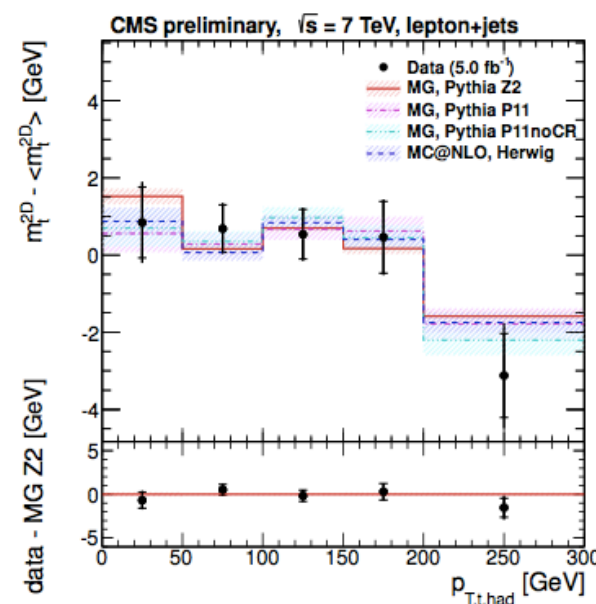 CMS preliminary, √s = 7 TeV, lepton+jets
m_t^2D - <m_t^2D> [GeV]
4
2
0
-2
-4
Data (5.0 fb⁻¹)
MG, Pythia Z2
MG, Pythia P11
MG, Pythia P11noCR
MC@NLO, Herwig
data - MG Z2 [GeV]
5
0
-5
0 50 100 150 200 250 300
p_T,t,had [GeV]